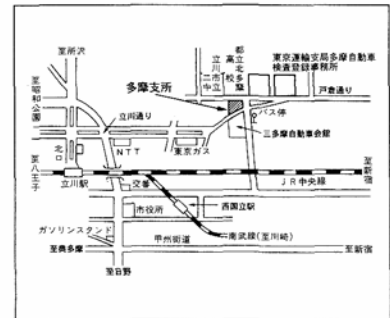 至所沢
至昭和公園
立川二中
市立
都立北多摩高校
東京運輸支局多摩自動車
検査登録事務所
多摩支所
戸倉通り
バス停
立川通り
三多摩自動車会館
北口
NTT
東京ガス
至八王子
立川駅
交番
JR中央線
至新宿
市役所
西国立駅
ガソリンスタンド
甲州街道
南武線(至川崎)
至奥多摩
至新宿
至日野